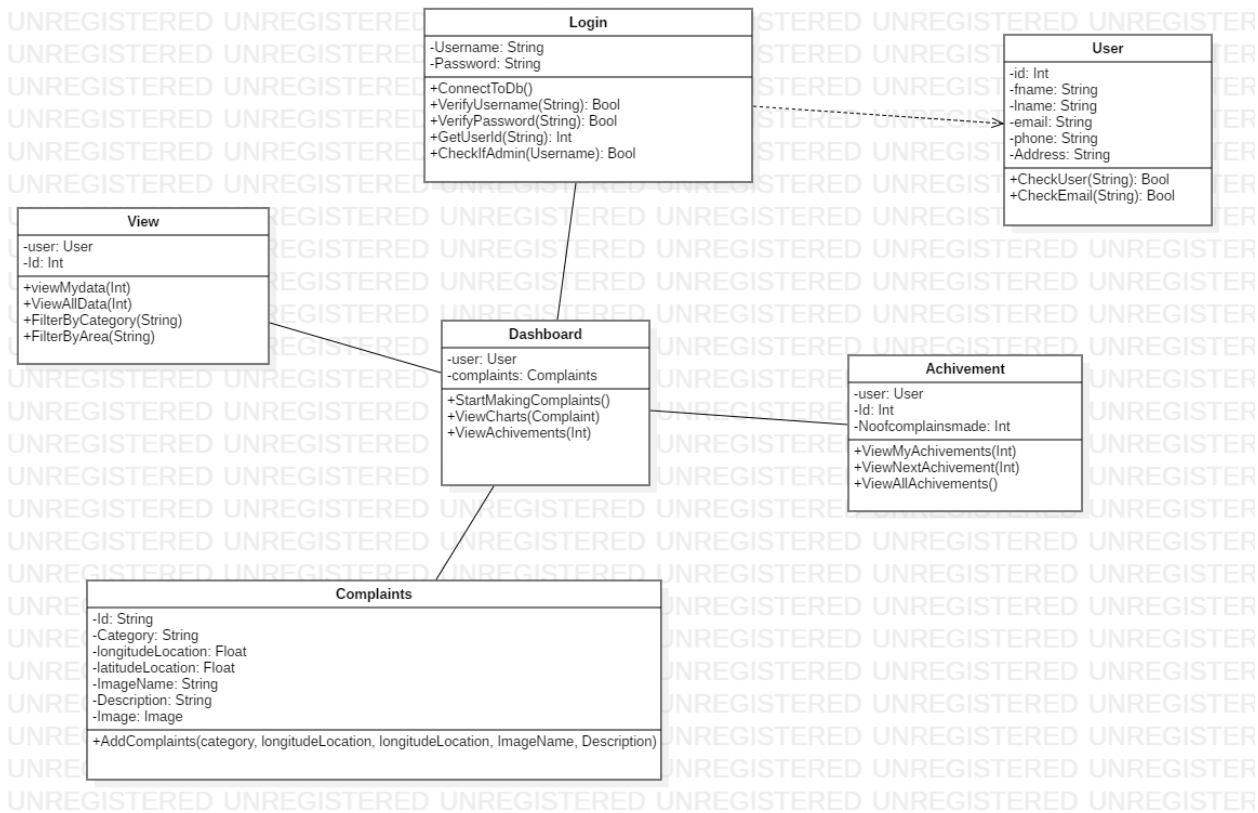 Login
-Username: String
-Password: String
+ConnectToDb()
+VerifyUsername(String): Bool
+VerifyPassword(String): Bool
+GetUserId(String): Int
+CheckIfAdmin(Username): Bool
User
-id: Int
-fname: String
-lname: String
-email: String
-phone: String
-Address: String
+CheckUser(String): Bool
+CheckEmail(String): Bool
View
-user: User
-Id: Int
+viewMydata(Int)
+ViewAllData(Int)
+FilterByCategory(String)
+FilterByArea(String)
Dashboard
-user: User
-complaints: Complaints
+StartMakingComplaints()
+ViewCharts(Complaint)
+ViewAchivements(Int)
Achivement
-user: User
-Id: Int
-Noofcomplainsmade: Int
+ViewMyAchivements(Int)
+ViewNextAchivement(Int)
+ViewAllAchivements()
Complaints
-Id: String
-Category: String
-longitudeLocation: Float
-latitudeLocation: Float
-ImageName: String
-Description: String
-Image: Image
+AddComplaints(category, longitudeLocation, longitudeLocation, ImageName, Description)
UNREGISTERED